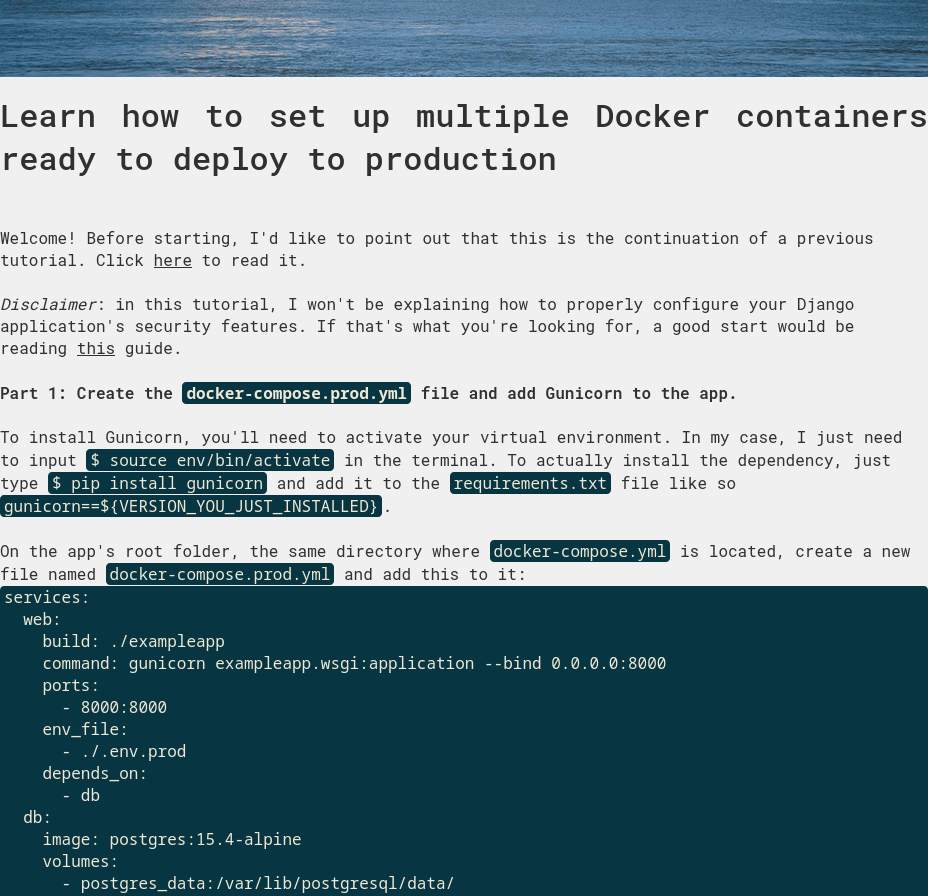 Learn how to set up multiple Docker containers
ready to deploy to production
Welcome! Before starting, I'd like to point out that this is the continuation of a previous
tutorial. Click here to read it.
Disclaimer: in this tutorial, I won't be explaining how to properly configure your Django
application's security features. If that's what you're looking for, a good start would be
reading this guide.
Part 1: Create the docker-compose.prod.yml file and add Gunicorn to the app.
To install Gunicorn, you'll need to activate your virtual environment. In my case, I just need
to input $ source env/bin/activate in the terminal. To actually install the dependency, just
type $ pip install gunicorn and add it to the requirements.txt file like so
gunicorn==${VERSION_YOU_JUST_INSTALLED}.
On the app's root folder, the same directory where docker-compose.yml is located, create a new
file named docker-compose.prod.yml and add this to it:
services:
  web:
    build: ./exampleapp
    command: gunicorn exampleapp.wsgi:application --bind 0.0.0.0:8000
    ports:
      - 8000:8000
    env_file:
      - ./.env.prod
    depends_on:
      - db
  db:
    image: postgres:15.4-alpine
    volumes:
      - postgres_data:/var/lib/postgresql/data/